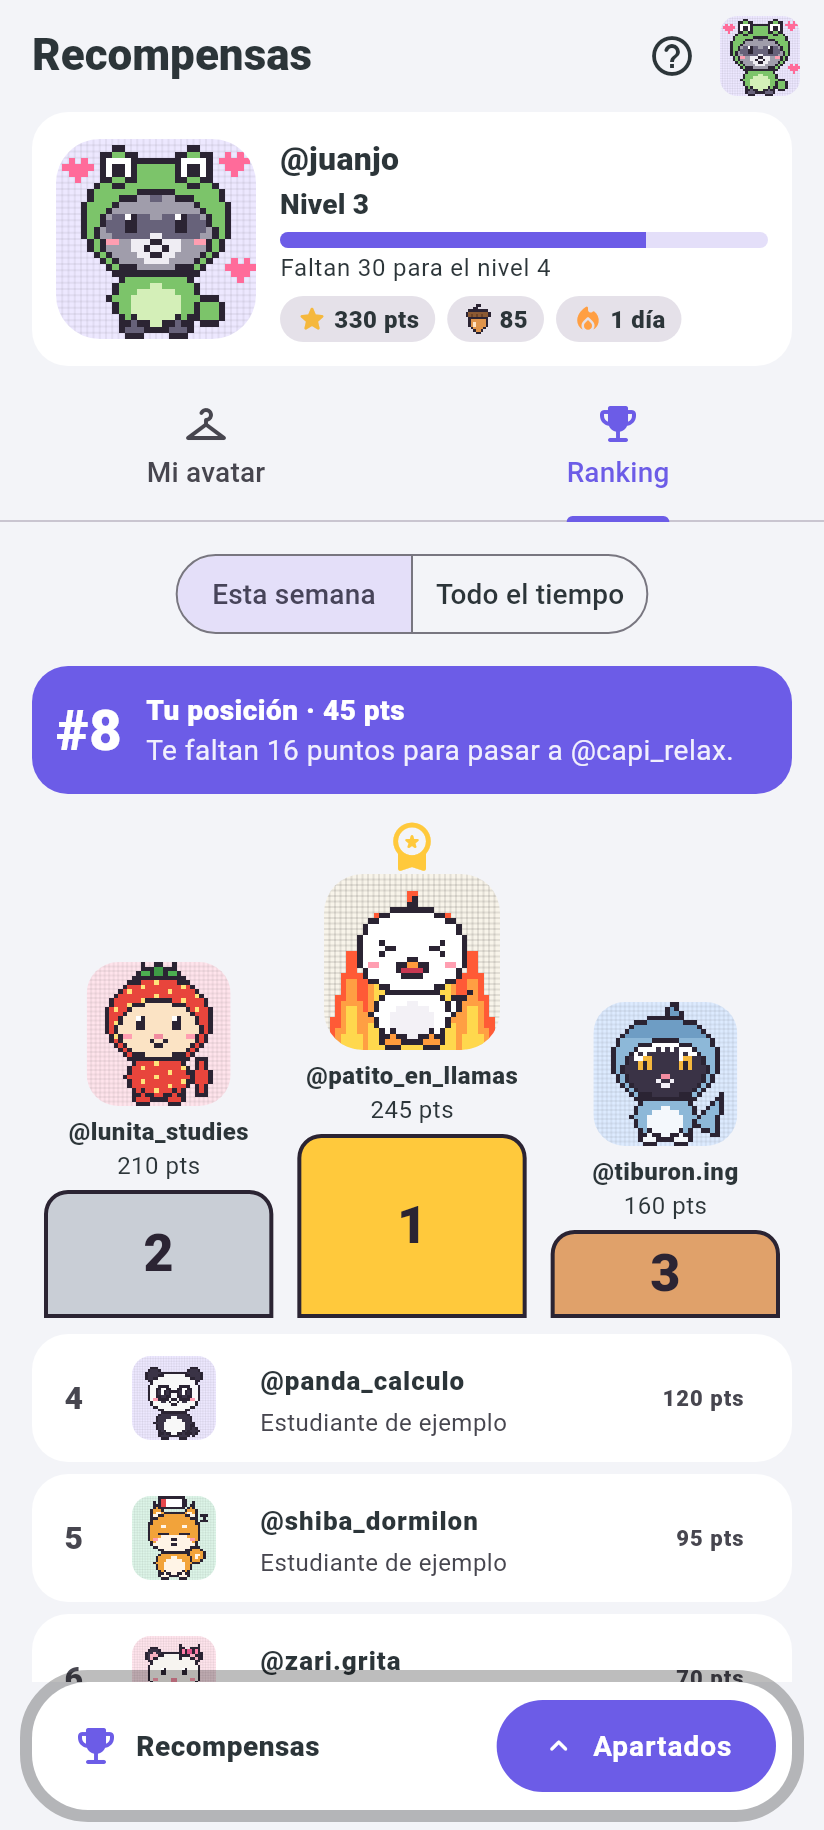 Recompensas
@juanjo
Nivel 3
Faltan 30 para el nivel 4
330 pts
85
1 día
Mi avatar
Ranking
Esta semana
Todo el tiempo
#8
Tu posición · 45 pts
Te faltan 16 puntos para pasar a @capi_relax.
@patito_en_llamas
245 pts
@lunita_studies
210 pts
@tiburon.ing
160 pts
1
2
3
4
@panda_calculo
Estudiante de ejemplo
120 pts
5
@shiba_dormilon
Estudiante de ejemplo
95 pts
6
@zari.grita
70 pts
Recompensas
Apartados